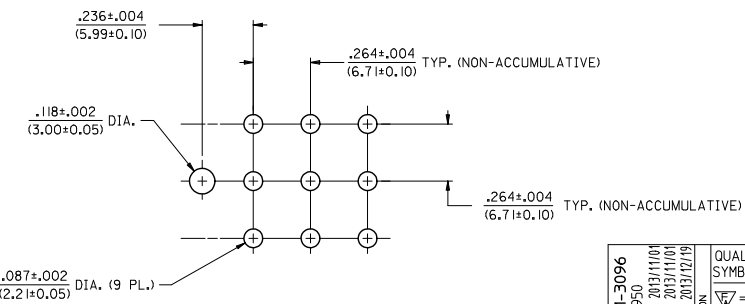 .236±.004
(5.99±0.10)
.264±.004 TYP. (NON-ACCUMULATIVE)
(6.71±0.10)
.118±.002 DIA.
(3.00±0.05)
.264±.004 TYP. (NON-ACCUMULATIVE)
(6.71±0.10)
.087±.002 DIA. (9 PL.)
(2.21±0.05)
-3096
950
2013/11/01
2013/11/01
2013/12/19
QUAL
SYMB
=